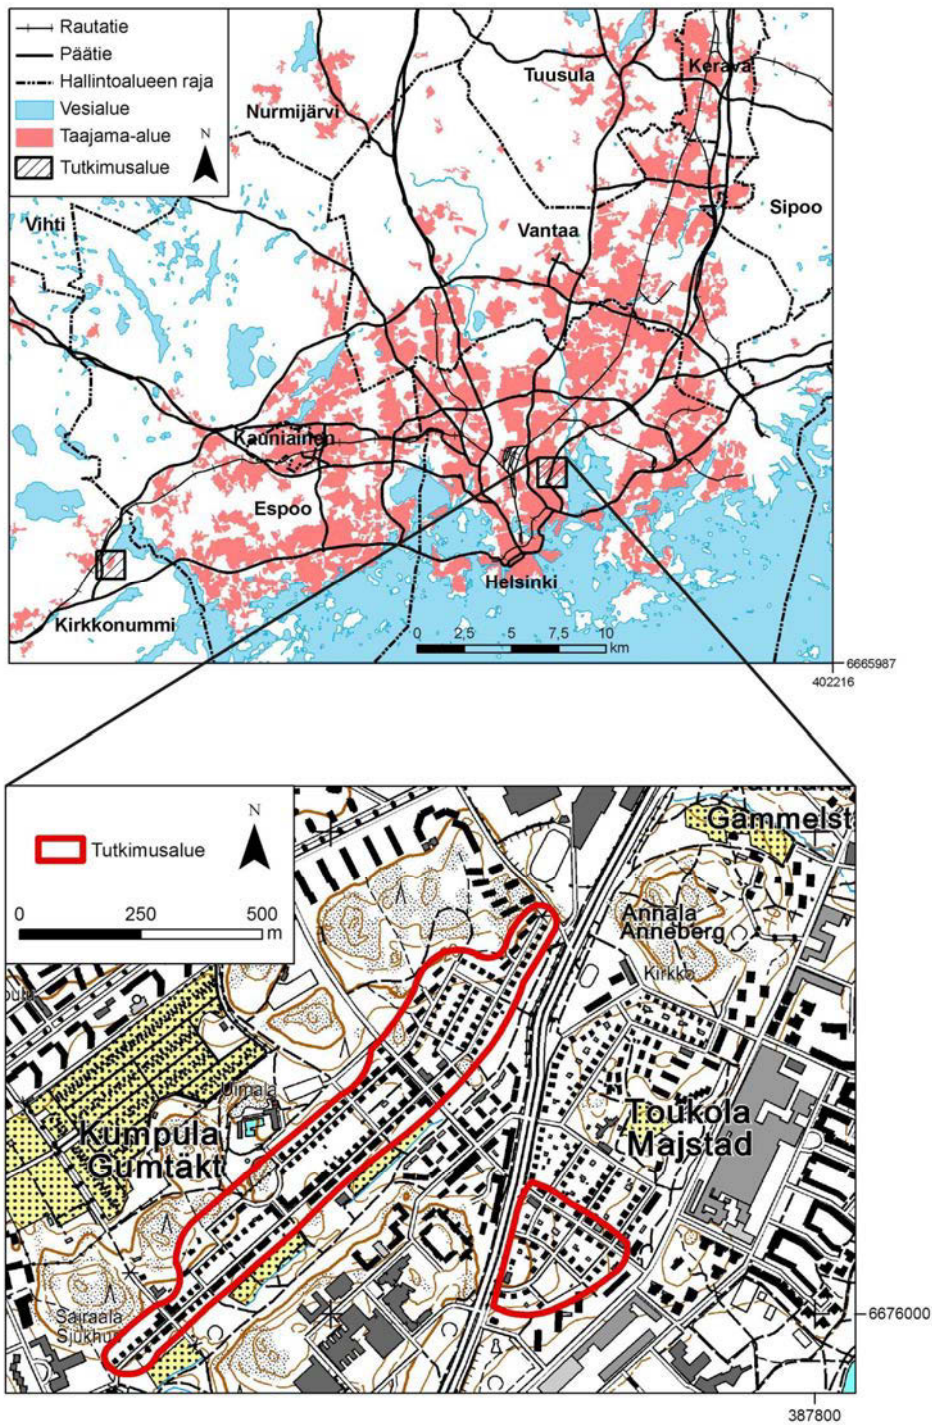 Rautatie
Päätie
Hallintoalueen raja
Vesialue
Taajama-alue
Tutkimusalue
N
Tuusula
Kerava
Nurmijärvi
Sipoo
Vihti
Vantaa
Kauniainen
Espoo
Helsinki
Kirkkonummi
0 2,5 5 7,5 10
km
6665987
402216
Tutkimusalue
N
0 250 500
m
Gammelst
Annala
Anneberg
Kirkko
Uimala
Kumpula
Gumtäkt
Toukola
Majstad
Sairaala
Sjukhus
6676000
387800